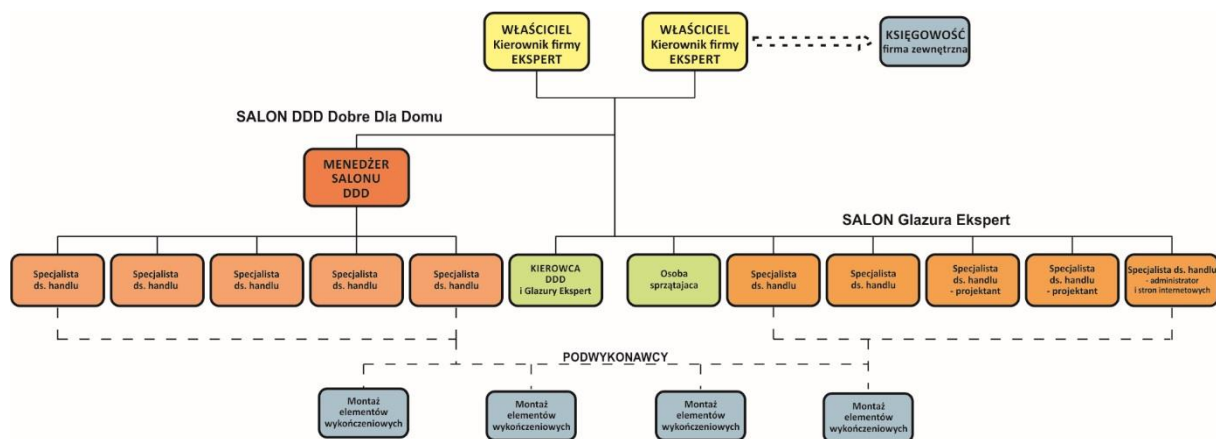 WŁAŚCICIEL
Kierownik firmy
EKSPERT
WŁAŚCICIEL
Kierownik firmy
EKSPERT
KSIĘGOWOŚĆ
firma zewnętrzna
SALON DDD Dobre Dla Domu
MENEDŻER
SALONU
DDD
SALON Glazura Ekspert
Specjalista
ds. handlu
Specjalista
ds. handlu
Specjalista
ds. handlu
Specjalista
ds. handlu
Specjalista
ds. handlu
KIEROWCA
DDD
i Glazury Ekspert
Osoba
sprzątajaca
Specjalista
ds. handlu
Specjalista
ds. handlu
Specjalista
ds. handlu
- projektant
Specjalista
ds. handlu
- projektant
Specjalista ds. handlu
- administrator
i stron internetowych
PODWYKONAWCY
Montaż
elementów
wykończeniowych
Montaż
elementów
wykończeniowych
Montaż
elementów
wykończeniowych
Montaż
elementów
wykończeniowych